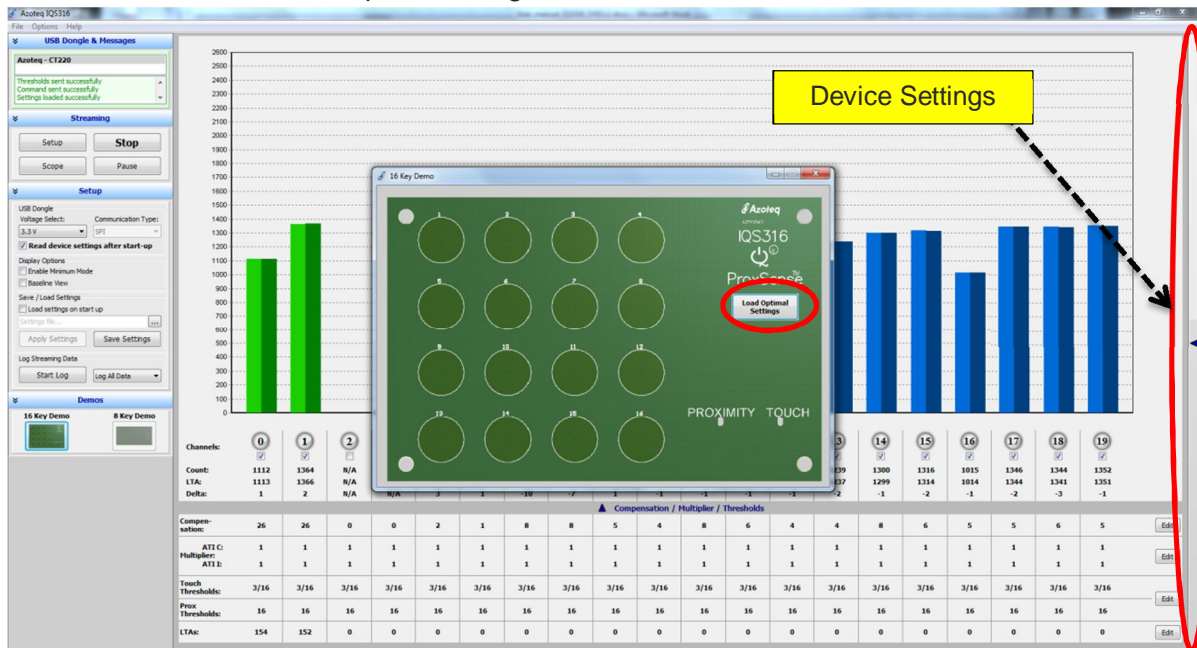 Azoteq IQS316
File Options Help
USB Dongle & Messages
Azoteq - CT220
Thresholds sent successfully
Command sent successfully
Settings loaded successfully
Streaming
Setup Stop
Scope Pause
Setup
USB Dongle
Voltage Select: Communication Type:
3.3 V SPI
Read device settings after start-up
Display Options
Enable Minimum Mode
Baseline View
Save / Load Settings
Load settings on start up
Settings file... ...
Apply Settings Save Settings
Log Streaming Data
Start Log Log All Data
Demos
16 Key Demo 8 Key Demo
2600
2500
2400
2300
2200
2100
2000
1900
1800
1700
1600
1500
1400
1300
1200
1100
1000
900
800
700
600
500
400
300
200
100
0
Device Settings
16 Key Demo
1 2 3 4
5 6 7 8
9 10 11 12
13 14 15 16
Azoteq
IQS316
ProxSense
Load Optimal
Settings
PROXIMITY TOUCH
Channels: 0 1 2 3 14 15 16 17 18 19
Count: 1112 1364 N/A 1300 1316 1015 1346 1344 1352
LTA: 1113 1366 N/A 1299 1314 1014 1344 1341 1351
Delta: 1 2 N/A N/A 3 1 -10 -7 1 -1 -1 -1 -1 -2 -1 -2 -1 -2 -3 -1
Compensation / Multiplier / Thresholds
Compen-
sation: 26 26 0 0 2 1 8 8 5 4 8 6 4 4 8 6 5 5 6 5 Edit
ATI C: 1 1 1 1 1 1 1 1 1 1 1 1 1 1 1 1 1 1 1 1
Multiplier: Edit
ATI I: 1 1 1 1 1 1 1 1 1 1 1 1 1 1 1 1 1 1 1 1
Touch
Thresholds: 3/16 3/16 3/16 3/16 3/16 3/16 3/16 3/16 3/16 3/16 3/16 3/16 3/16 3/16 3/16 3/16 3/16 3/16 3/16 3/16
Edit
Prox
Thresholds: 16 16 16 16 16 16 16 16 16 16 16 16 16 16 16 16 16 16 16 16
LTAs: 154 152 0 0 0 0 0 0 0 0 0 0 0 0 0 0 0 0 0 0 Edit